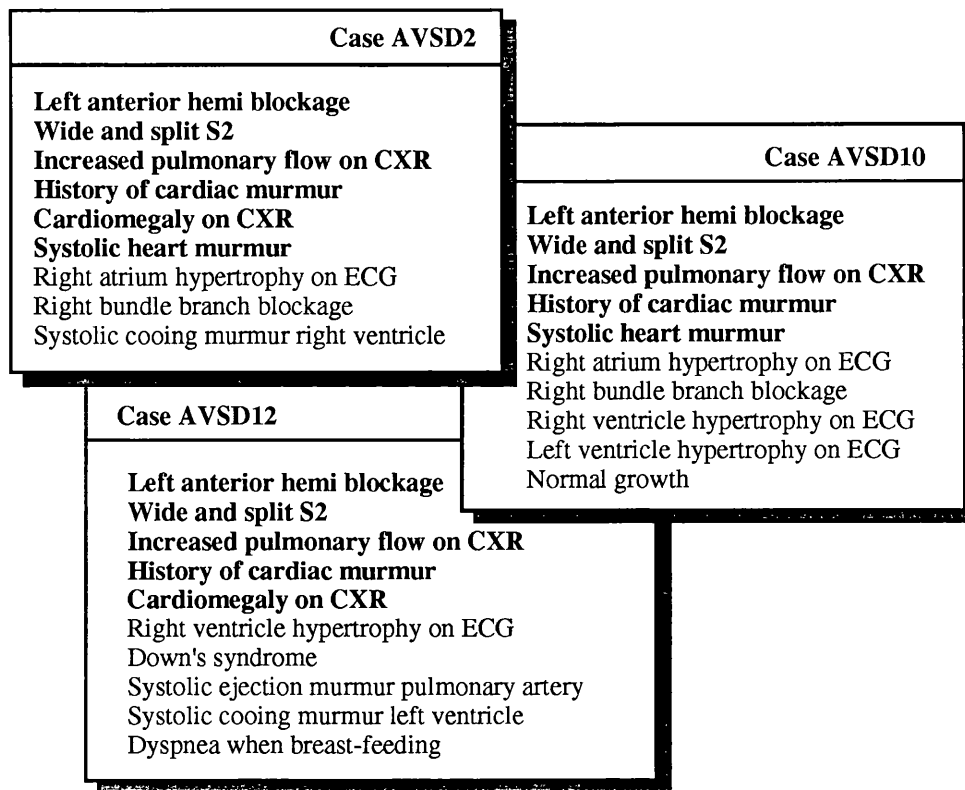 Case AVSD2
Left anterior hemi blockage
Wide and split S2
Increased pulmonary flow on CXR
History of cardiac murmur
Cardiomegaly on CXR
Systolic heart murmur
Right atrium hypertrophy on ECG
Right bundle branch blockage
Systolic cooing murmur right ventricle
Case AVSD10
Left anterior hemi blockage
Wide and split S2
Increased pulmonary flow on CXR
History of cardiac murmur
Systolic heart murmur
Right atrium hypertrophy on ECG
Right bundle branch blockage
Right ventricle hypertrophy on ECG
Left ventricle hypertrophy on ECG
Normal growth
Case AVSD12
Left anterior hemi blockage
Wide and split S2
Increased pulmonary flow on CXR
History of cardiac murmur
Cardiomegaly on CXR
Right ventricle hypertrophy on ECG
Down's syndrome
Systolic ejection murmur pulmonary artery
Systolic cooing murmur left ventricle
Dyspnea when breast-feeding